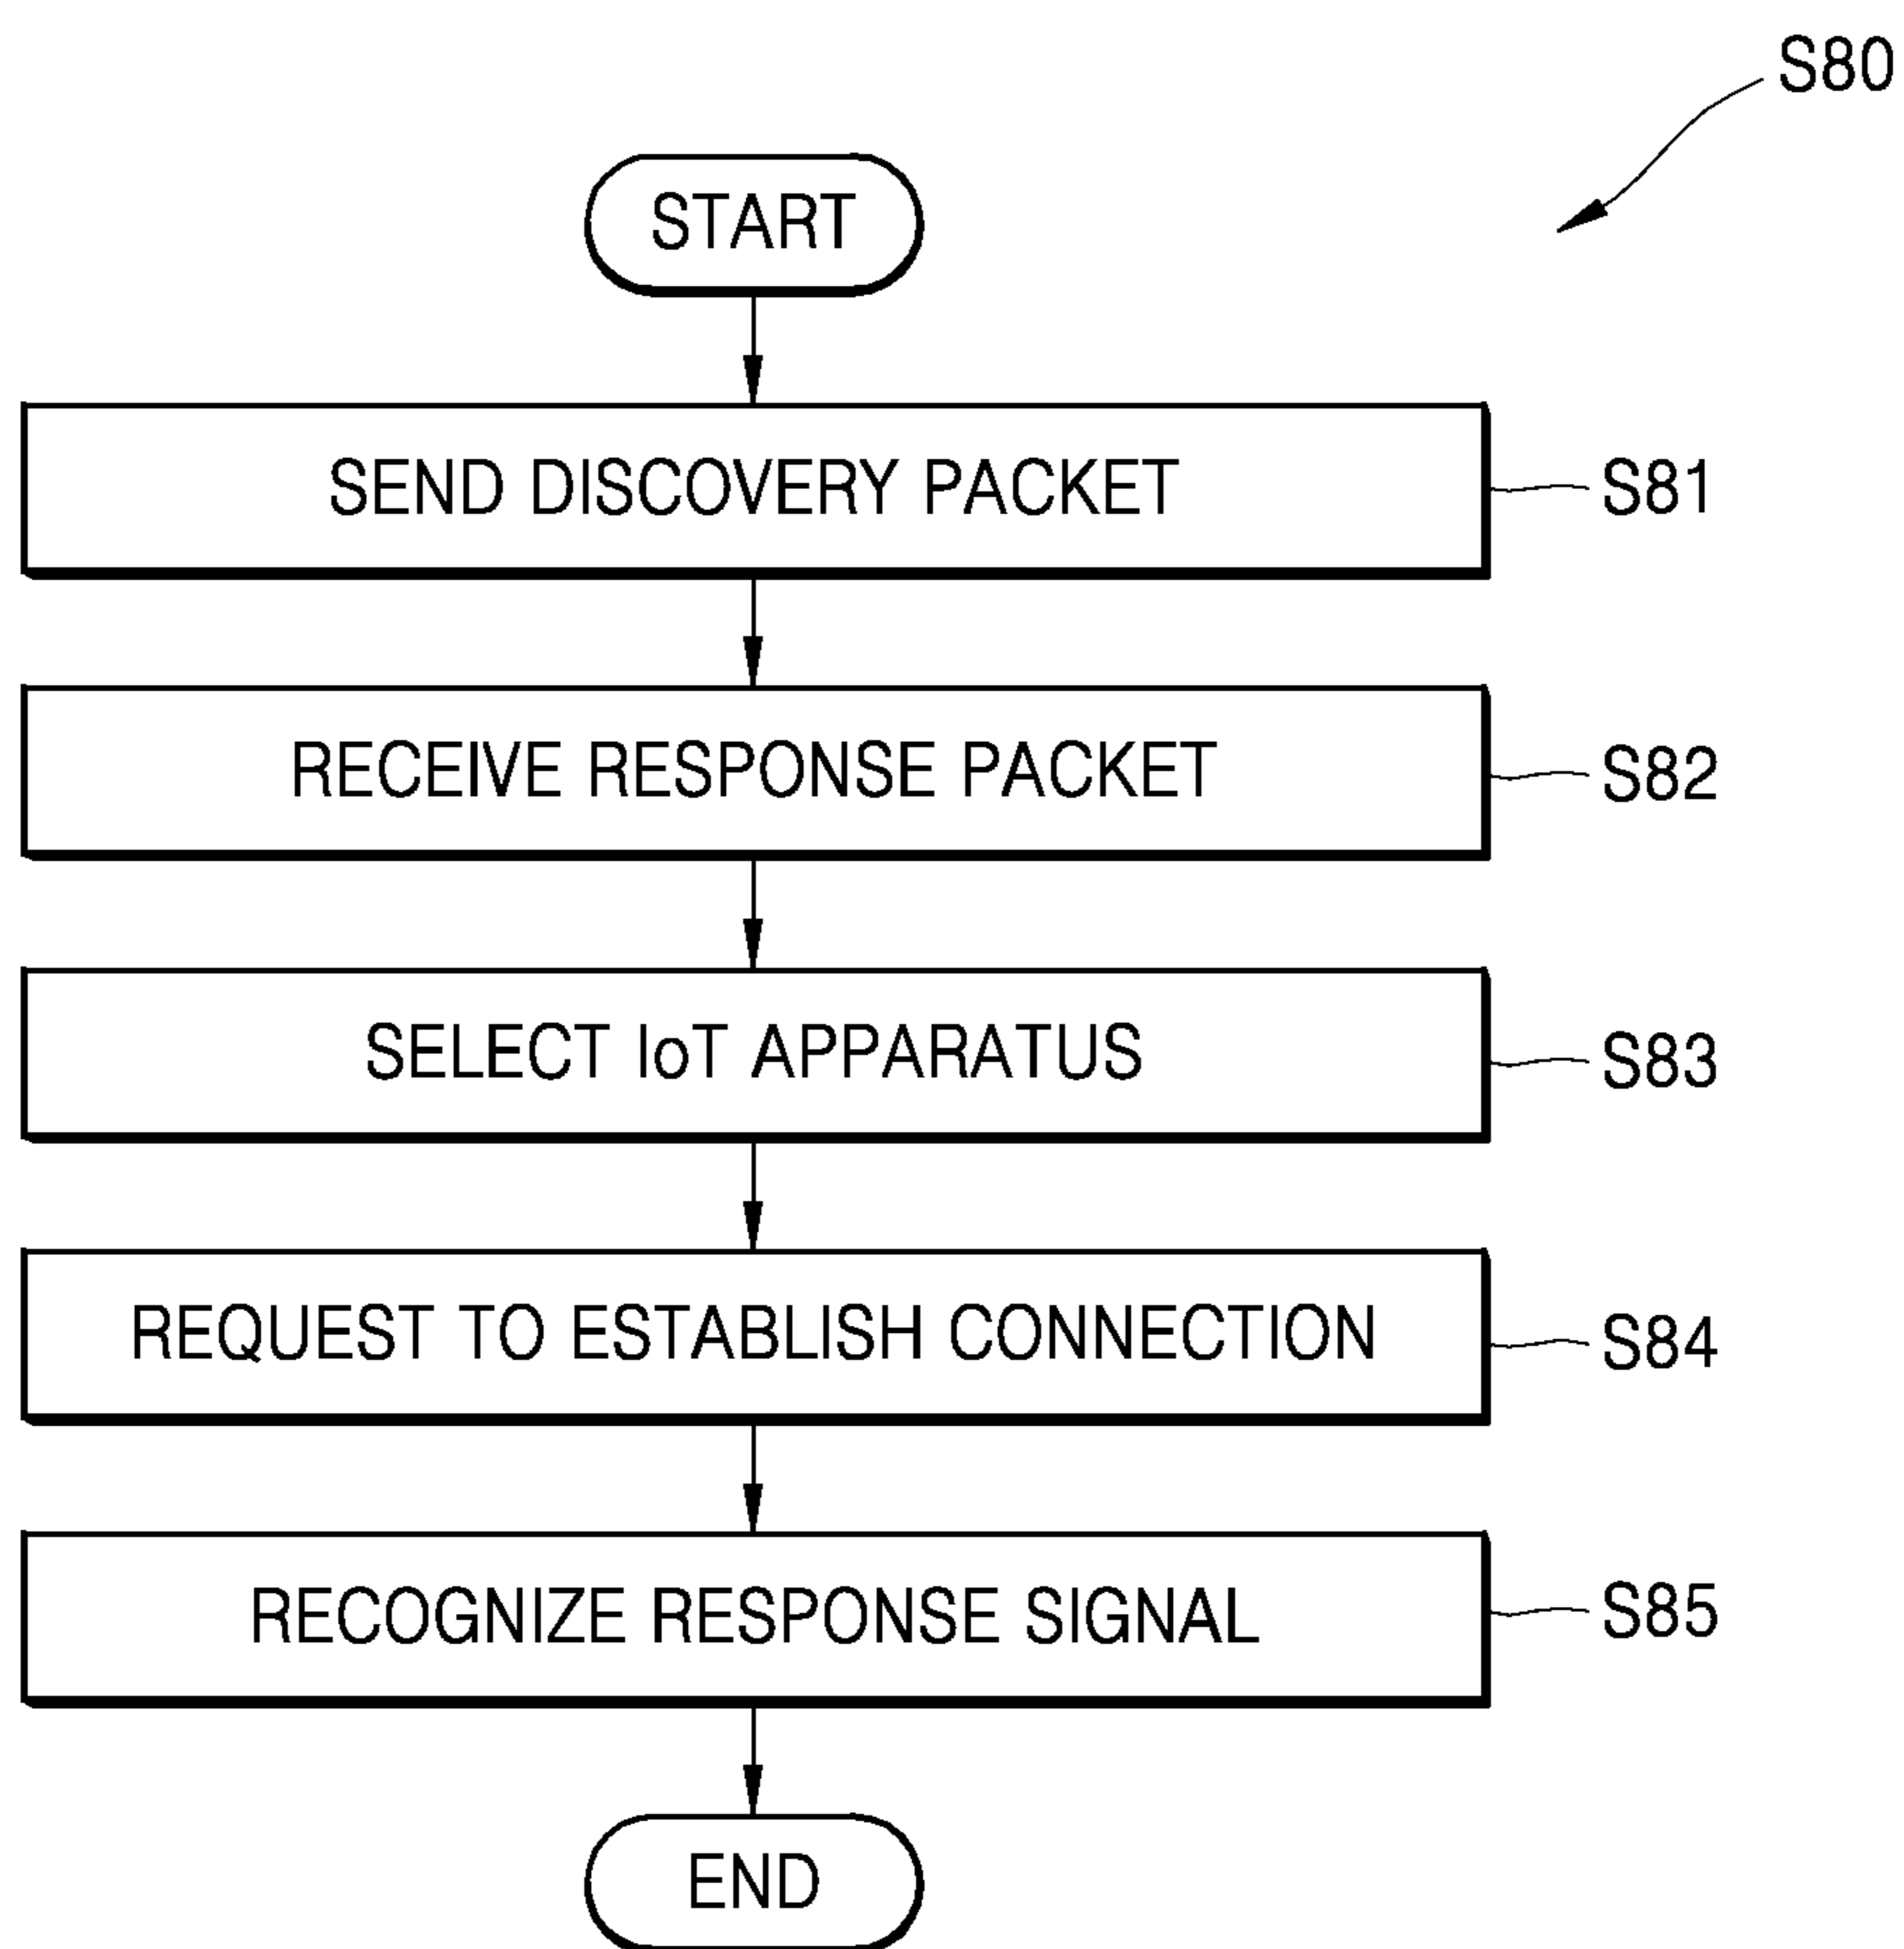 S80
START
SEND DISCOVERY PACKET
S81
RECEIVE RESPONSE PACKET
S82
SELECT IoT APPARATUS
S83
REQUEST TO ESTABLISH CONNECTION
S84
RECOGNIZE RESPONSE SIGNAL
S85
END